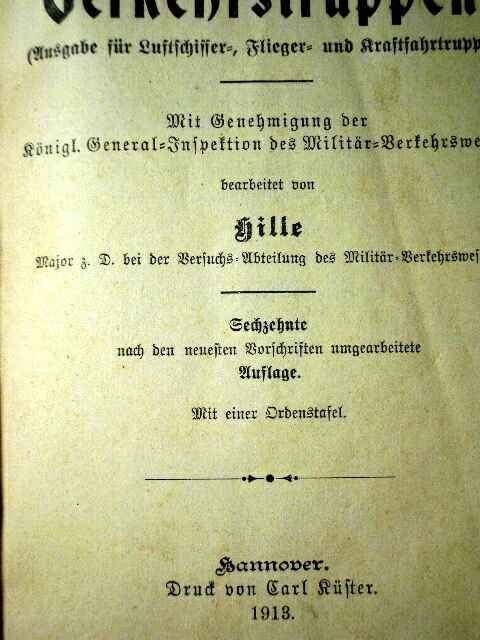 Verkehrstruppen
(Ausgabe für Luftschiffer-, Flieger- und Kraftfahrtrupp
Mit Genehmigung der
Königl. General-Inspektion des Militär-Verkehrswe
bearbeitet von
Hille
Major z. D. bei der Versuchs-Abteilung des Militär-Verkehrswes
Sechzehnte
nach den neuesten Vorschriften umgearbeitete
Auflage.
Mit einer Ordenstafel.
Hannover.
Druck von Carl Küster.
1913.